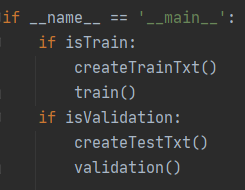 if __name__ == '__main__':
    if isTrain:
        createTrainTxt()
        train()
    if isValidation:
        createTestTxt()
        validation()